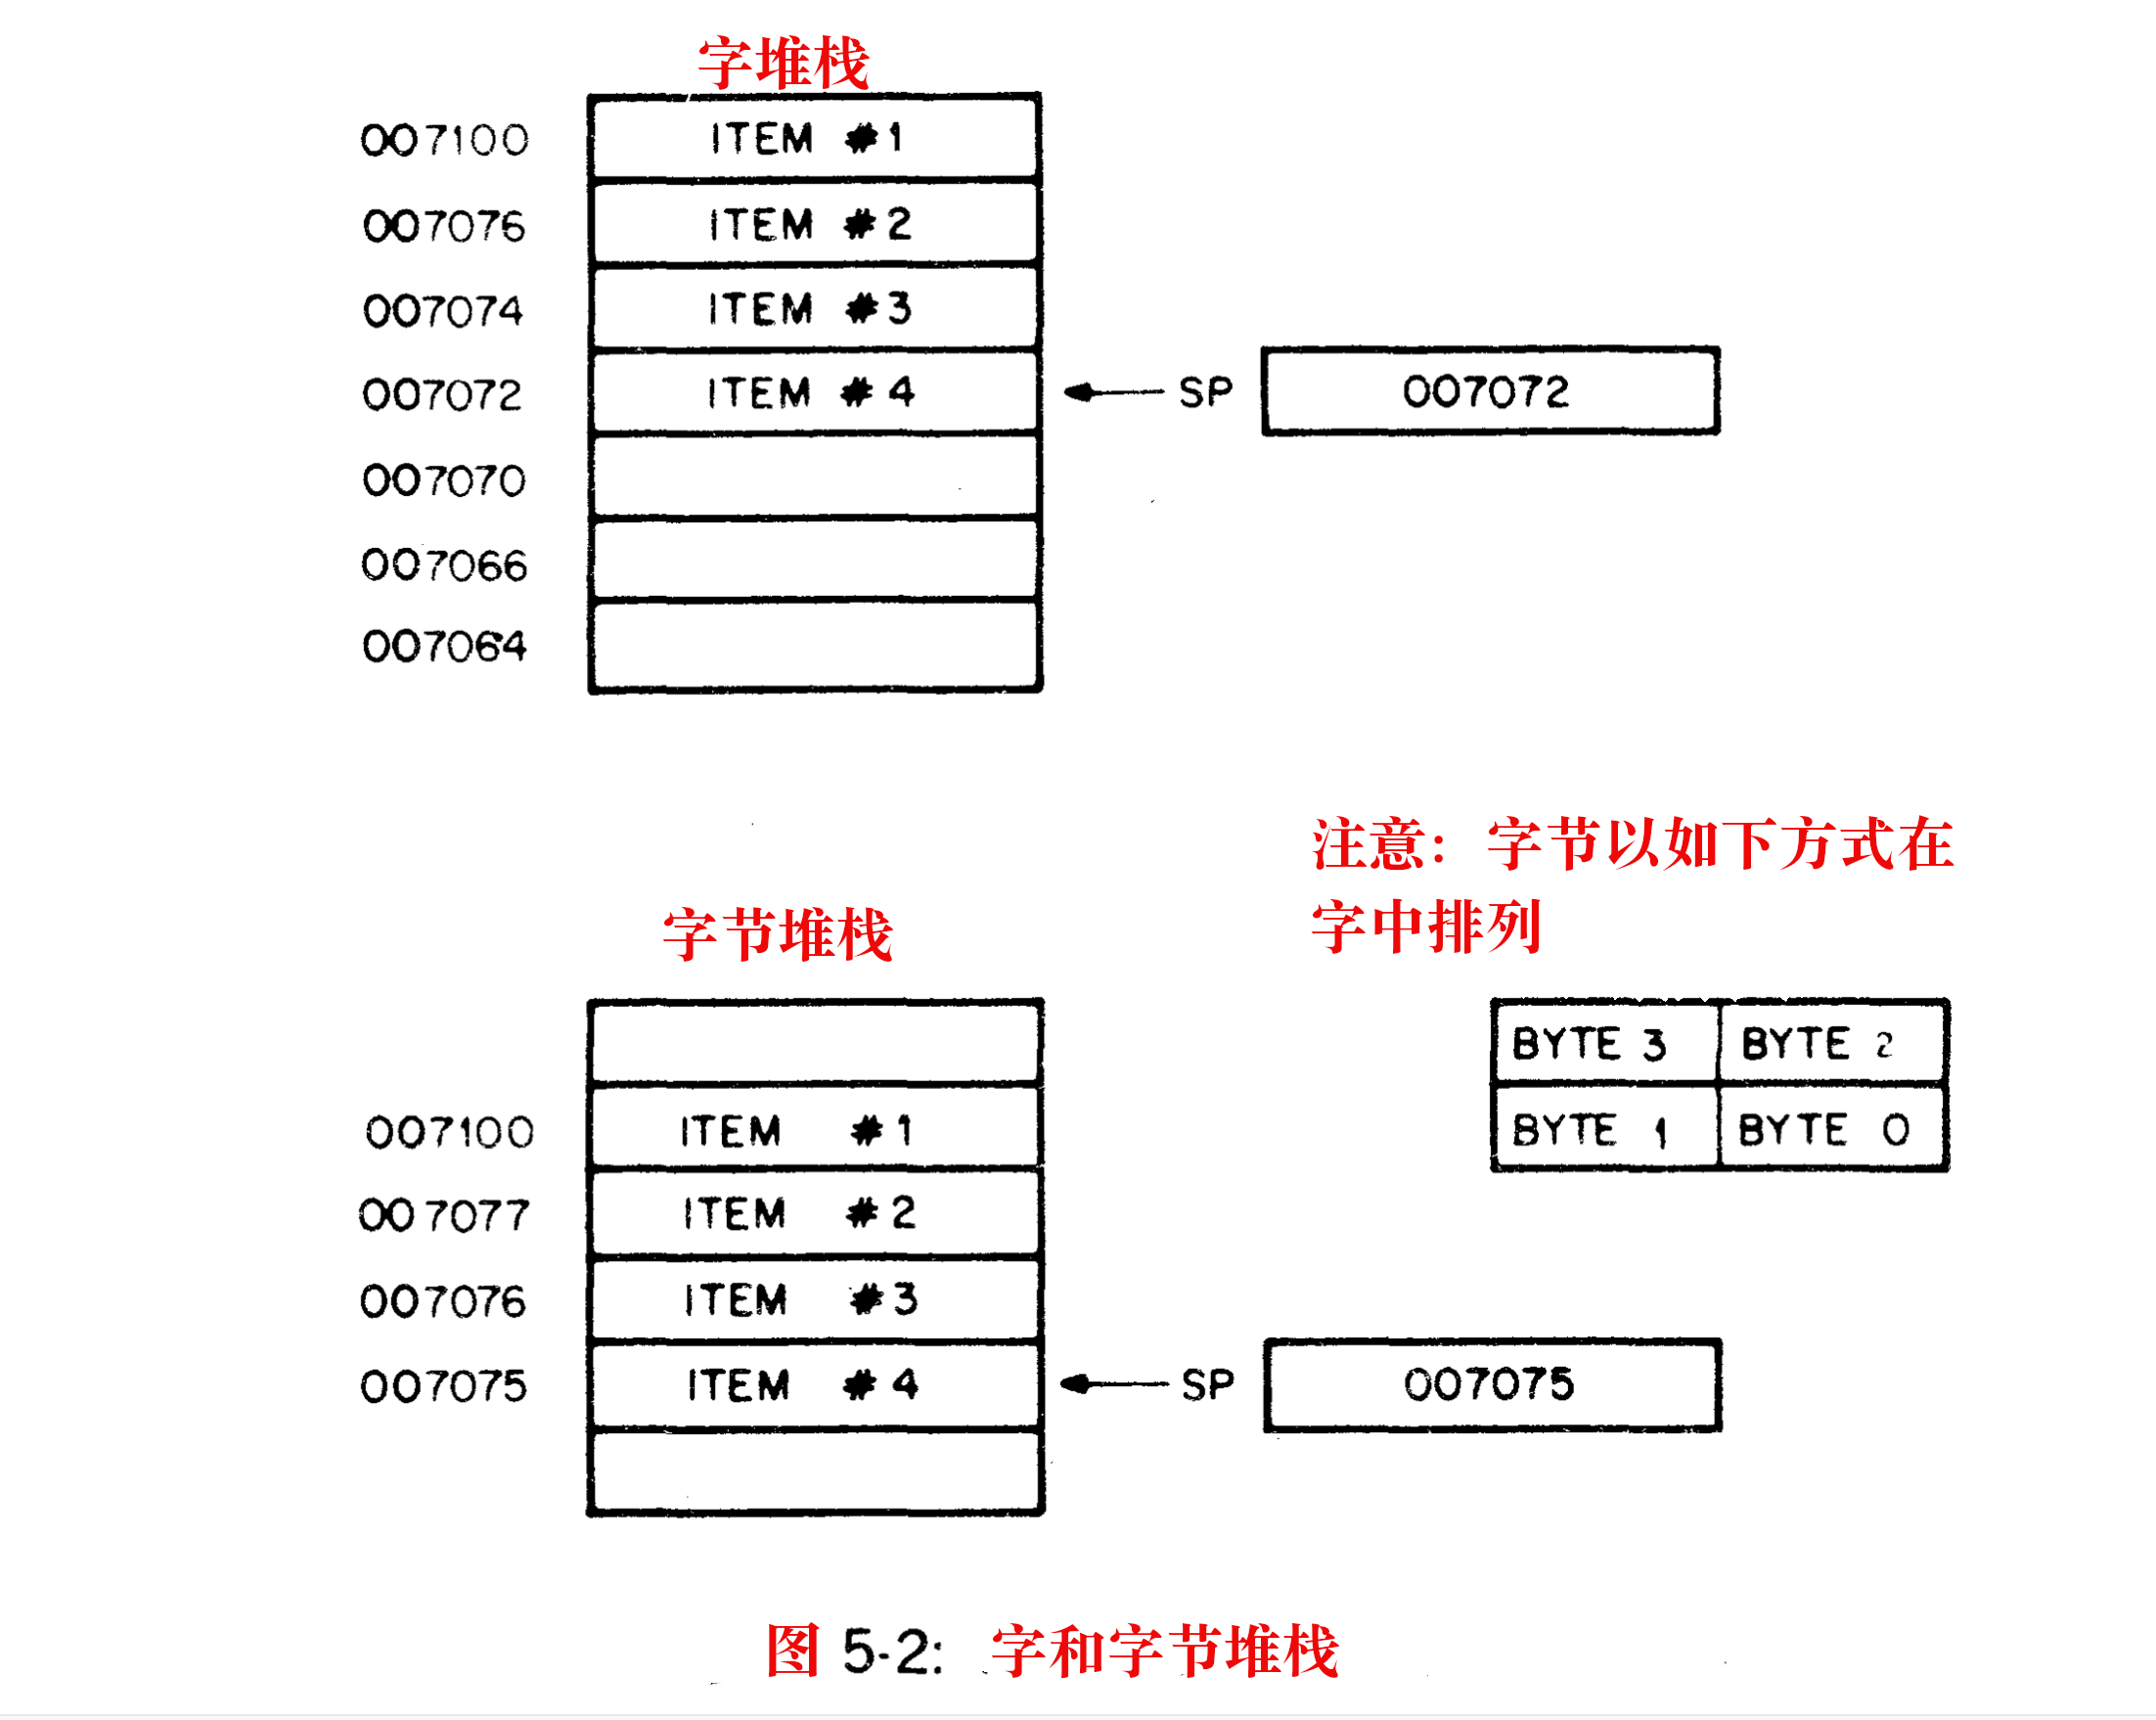 字堆栈
007100 ITEM #1
007076 ITEM #2
007074 ITEM #3
007072 ITEM #4 SP 007072
007070
007066
007064
注意：字节以如下方式在
字中排列
字节堆栈
BYTE 3 BYTE 2
007100 ITEM #1 BYTE 1 BYTE 0
007077 ITEM #2
007076 ITEM #3
007075 ITEM #4 SP 007075
图 5-2: 字和字节堆栈